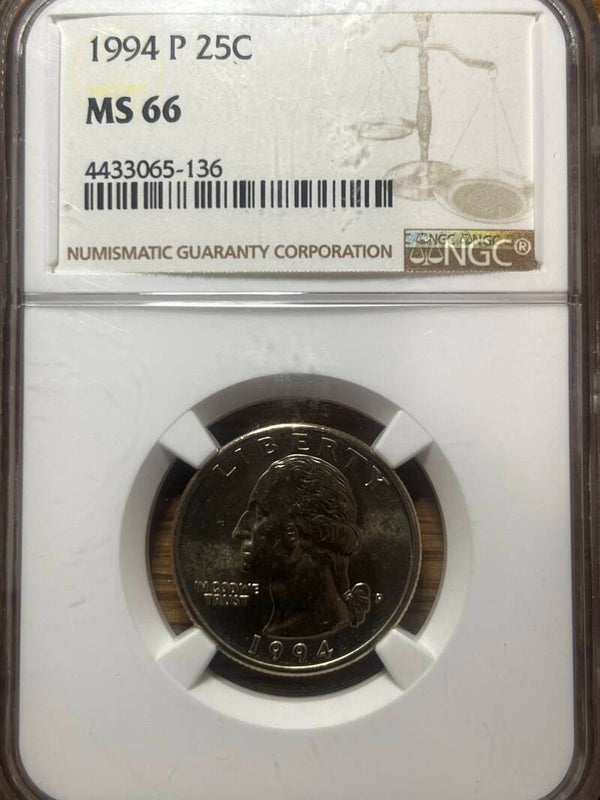 1994 P 25C
MS 66
4433065-136
NUMISMATIC GUARANTY CORPORATION
NGC®
LIBERTY
IN GOD WE
TRUST
P
1994